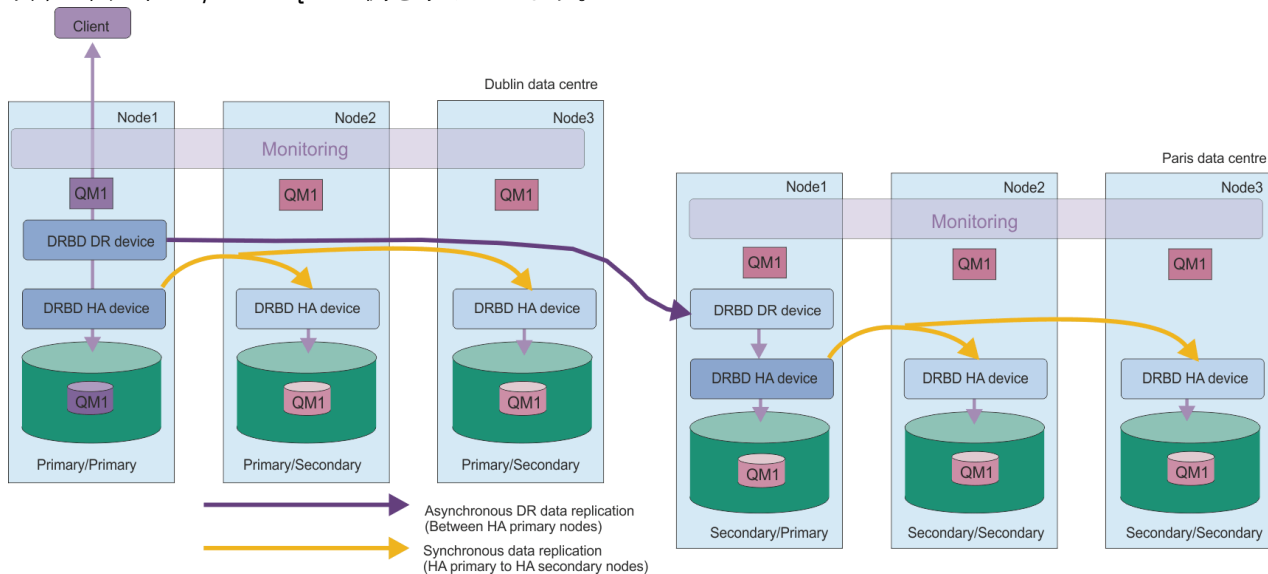 Client
Dublin data centre
Node1
Node2
Node3
Monitoring
QM1
QM1
QM1
DRBD DR device
DRBD HA device
DRBD HA device
DRBD HA device
QM1
QM1
QM1
Primary/Primary
Primary/Secondary
Primary/Secondary
Paris data centre
Node1
Node2
Node3
Monitoring
QM1
QM1
QM1
DRBD DR device
DRBD HA device
DRBD HA device
DRBD HA device
QM1
QM1
QM1
Secondary/Primary
Secondary/Secondary
Secondary/Secondary
Asynchronous DR data replication
(Between HA primary nodes)
Synchronous data replication
(HA primary to HA secondary nodes)